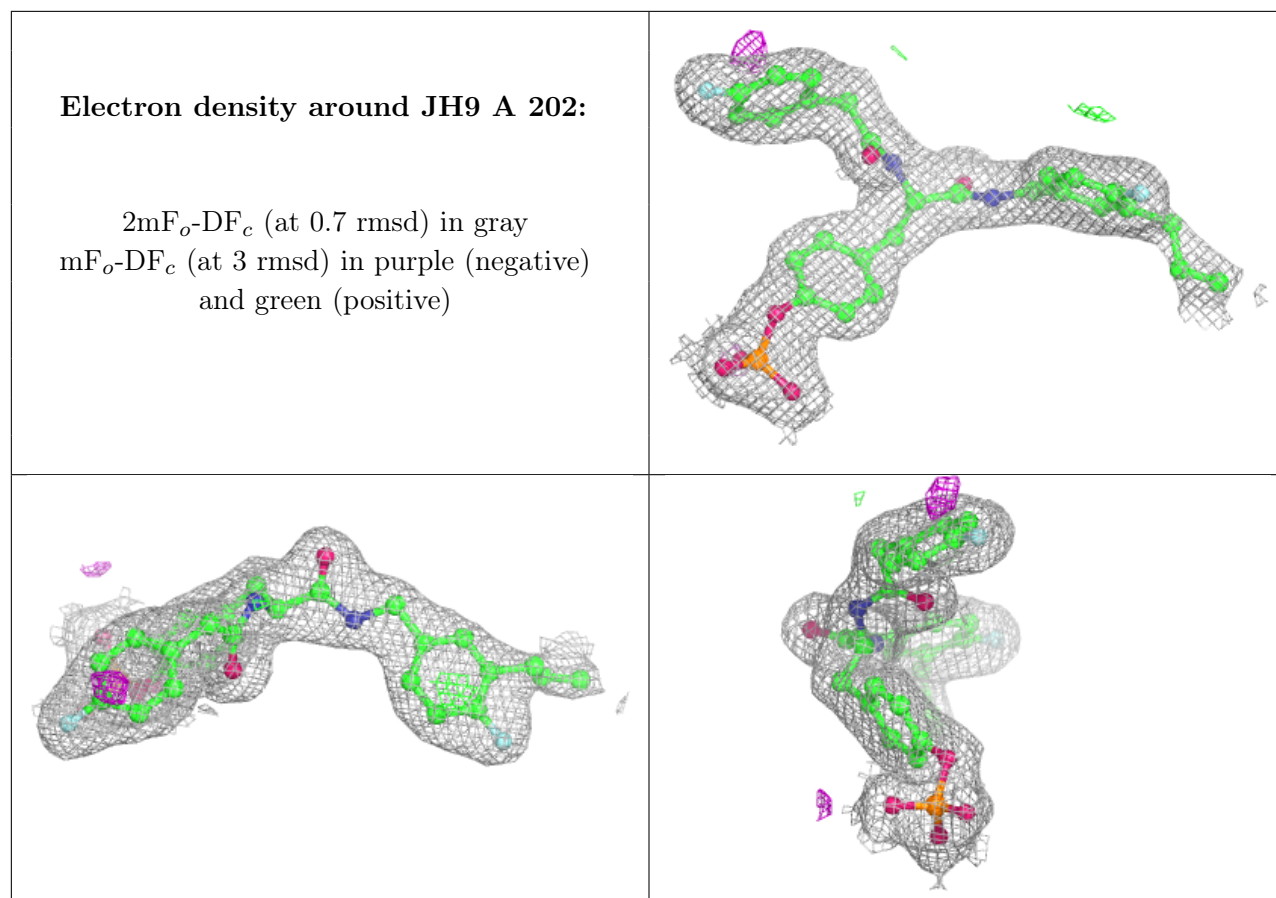 Electron density around JH9 A 202:
2mFo-DFc (at 0.7 rmsd) in gray
mFo-DFc (at 3 rmsd) in purple (negative)
and green (positive)